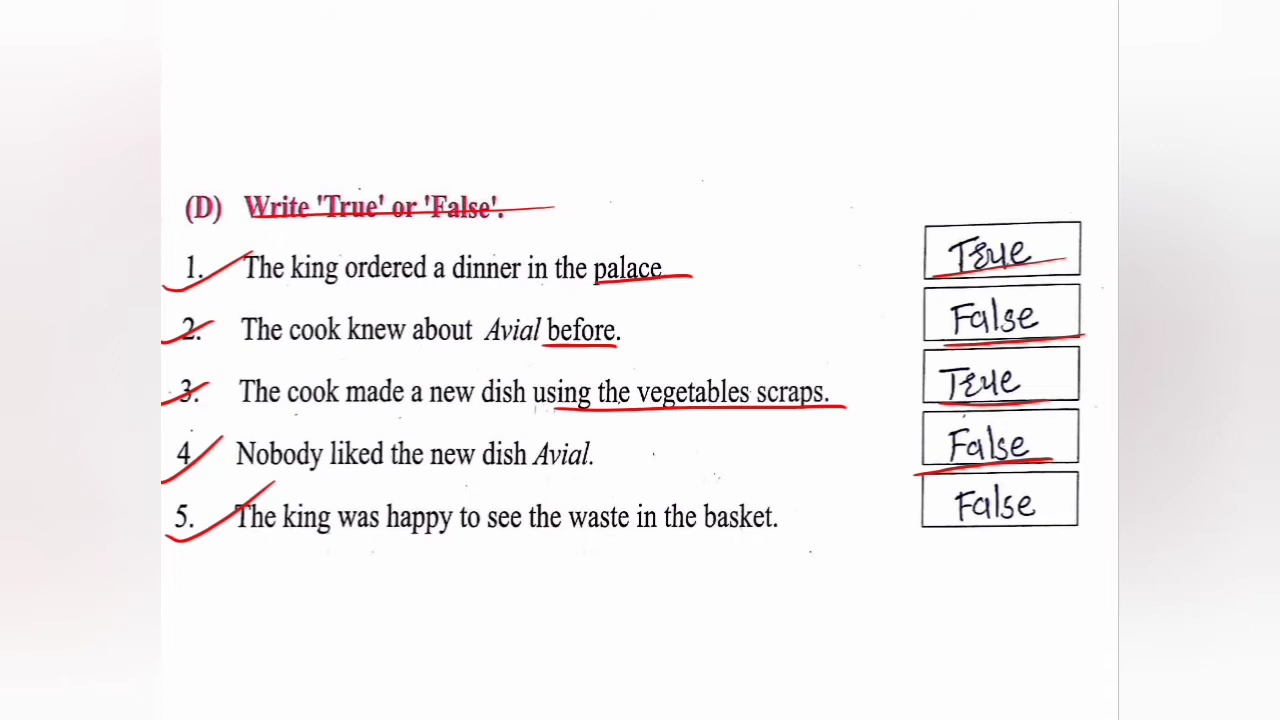 (D) Write 'True' or 'False'.
1. The king ordered a dinner in the palace True
2. The cook knew about Avial before. False
3. The cook made a new dish using the vegetables scraps. True
4 Nobody liked the new dish Avial. False
5. The king was happy to see the waste in the basket. False